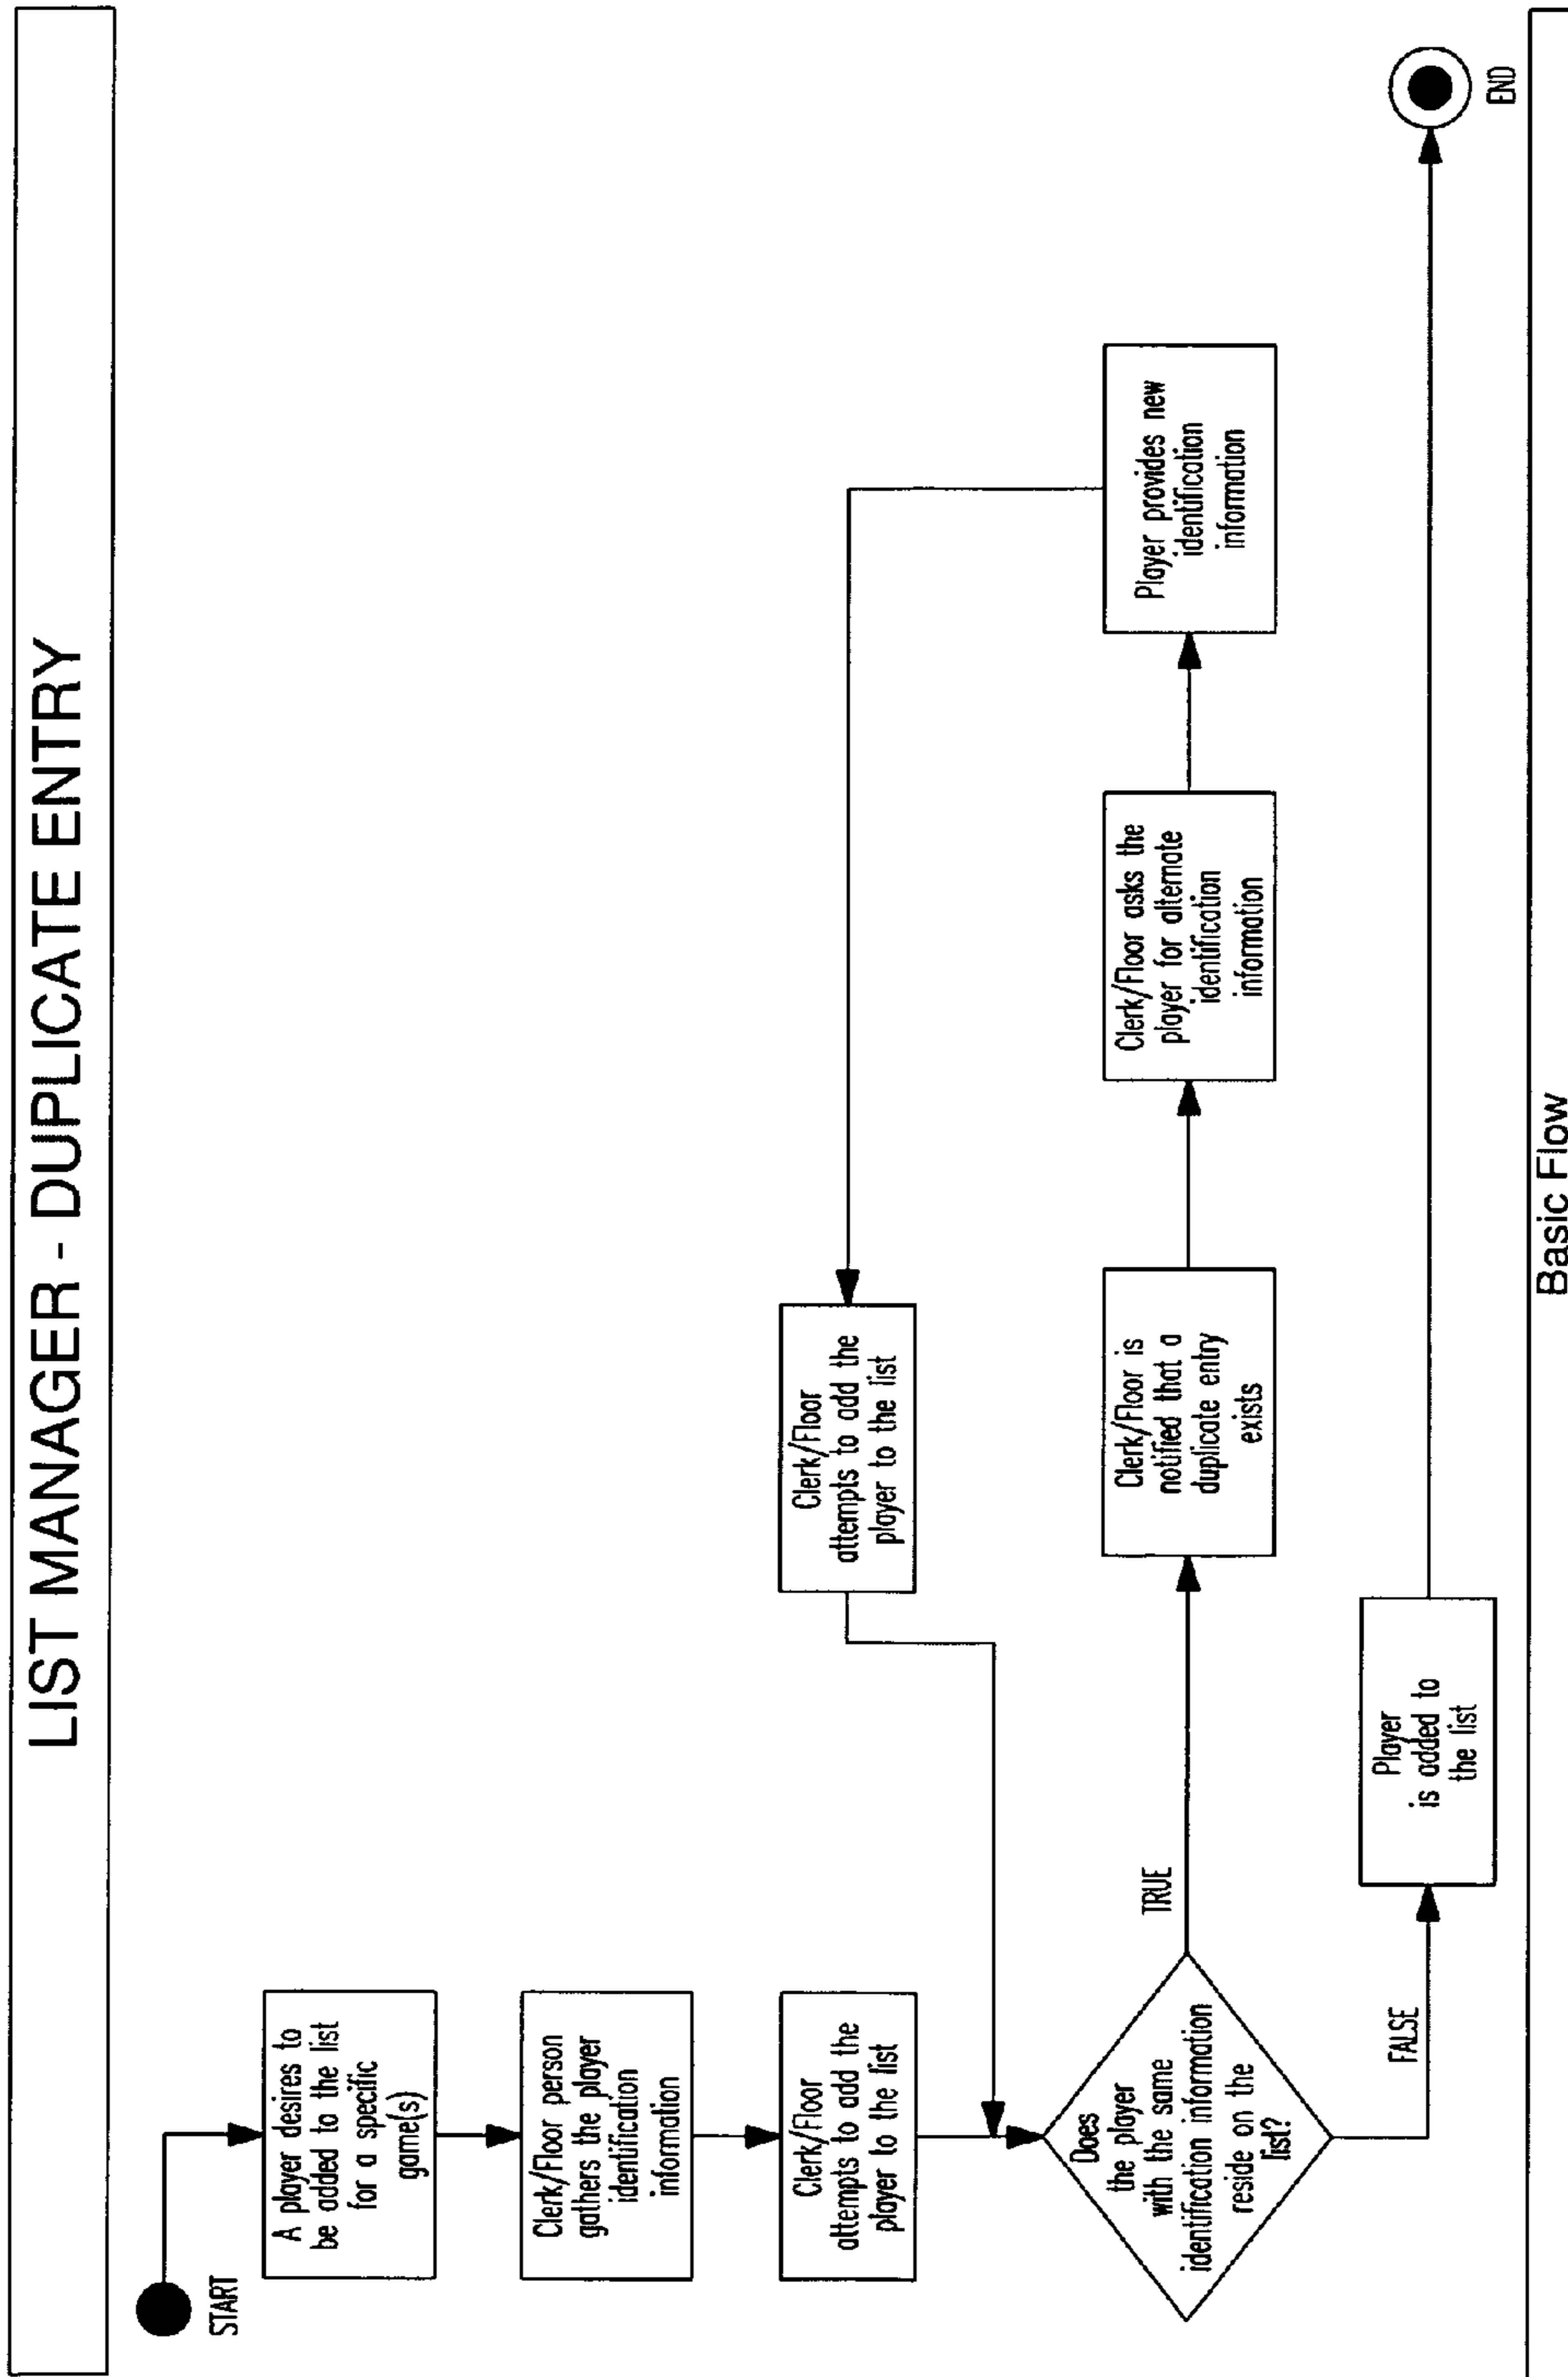 LIST MANAGER - DUPLICATE ENTRY
START
A player desires to
be added to the list
for a specific
game(s)
Clerk/Floor person
gathers the player
identification
information
Clerk/Floor
attempts to add the
player to the list
Clerk/Floor
attempts to add the
player to the list
Does
the player
with the same
identification information
reside on the
list?
TRUE
Clerk/Floor is
notified that a
duplicate entry
exists
Clerk/Floor asks the
player for alternate
identification
information
Player provides new
identification
information
FALSE
Player
is added to
the list
END
Basic Flow